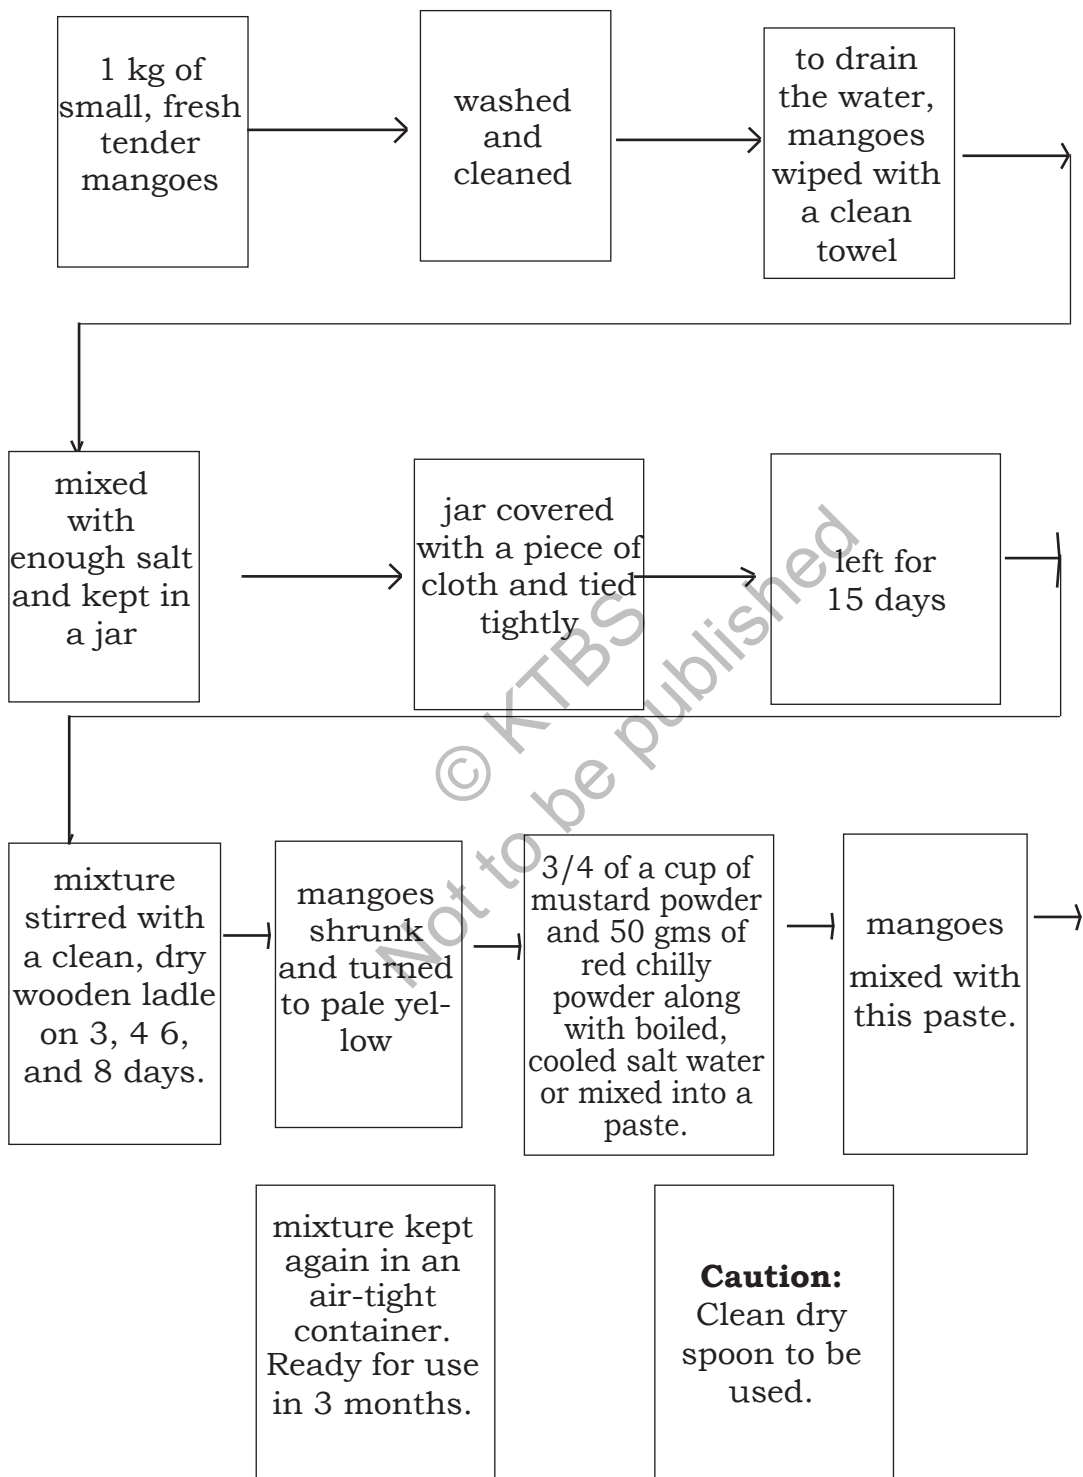 1 kg of
small, fresh
tender
mangoes
washed
and
cleaned
to drain
the water,
mangoes
wiped with
a clean
towel
mixed
with
enough salt
and kept in
a jar
jar covered
with a piece of
cloth and tied
tightly
left for
15 days
mixture
stirred with
a clean, dry
wooden ladle
on 3, 4 6,
and 8 days.
mangoes
shrunk
and turned
to pale yel-
low
3/4 of a cup of
mustard powder
and 50 gms of
red chilly
powder along
with boiled,
cooled salt water
or mixed into a
paste.
mangoes
mixed with
this paste.
mixture kept
again in an
air-tight
container.
Ready for use
in 3 months.
Caution:
Clean dry
spoon to be
used.
© KTBS
Not to be published